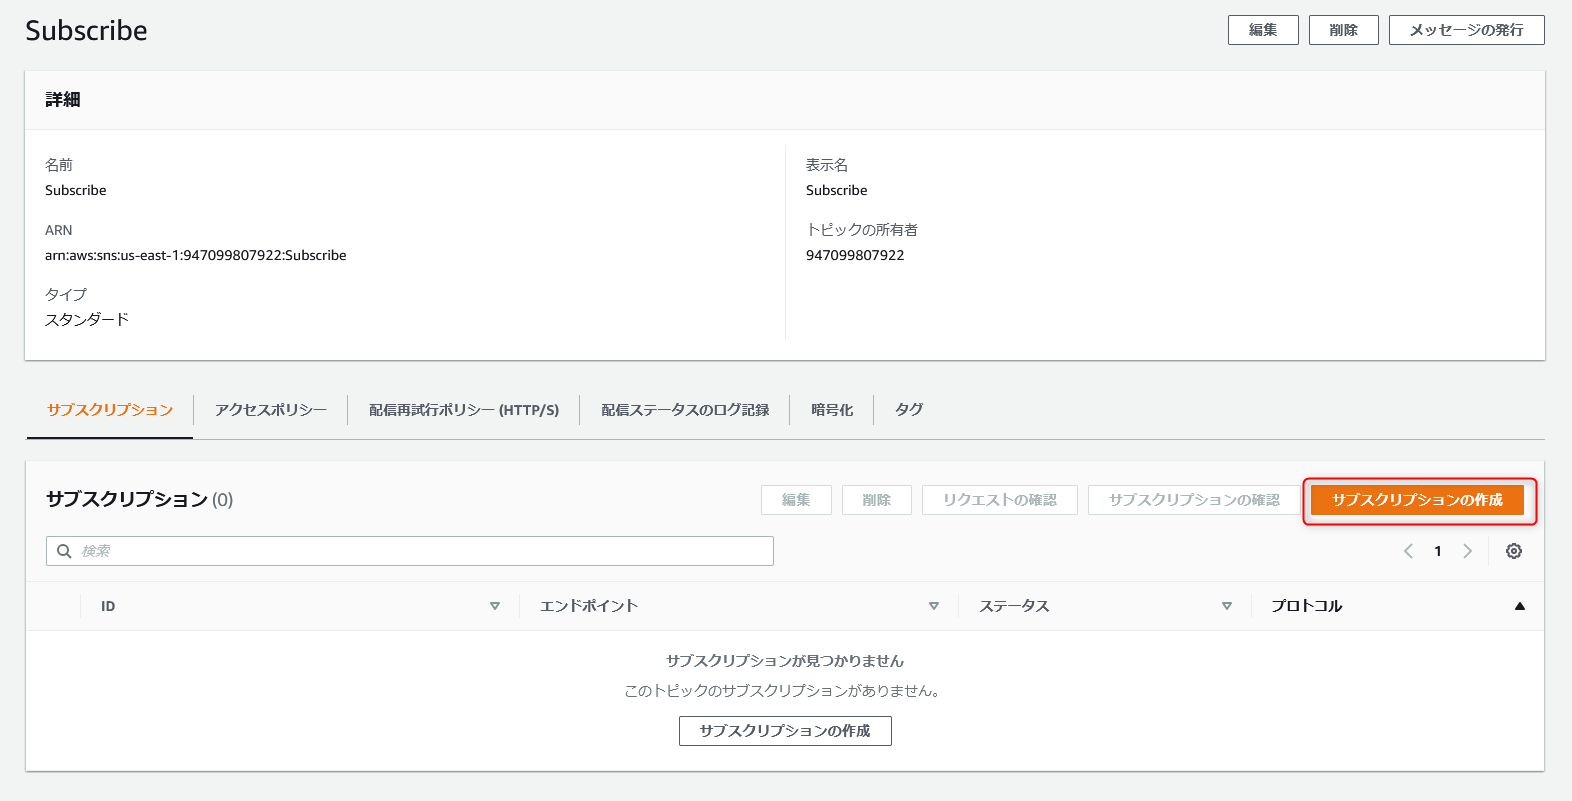 Subscribe
編集 削除 メッセージの発行
詳細
名前 表示名
Subscribe Subscribe
ARN トピックの所有者
arn:aws:sns:us-east-1:947099807922:Subscribe 947099807922
タイプ
スタンダード
サブスクリプション アクセスポリシー 配信再試行ポリシー (HTTP/S) 配信ステータスのログ記録 暗号化 タグ
サブスクリプション (0) 編集 削除 リクエストの確認 サブスクリプションの確認 サブスクリプションの作成
検索 1
ID エンドポイント ステータス プロトコル
サブスクリプションが見つかりません
このトピックのサブスクリプションがありません。
サブスクリプションの作成